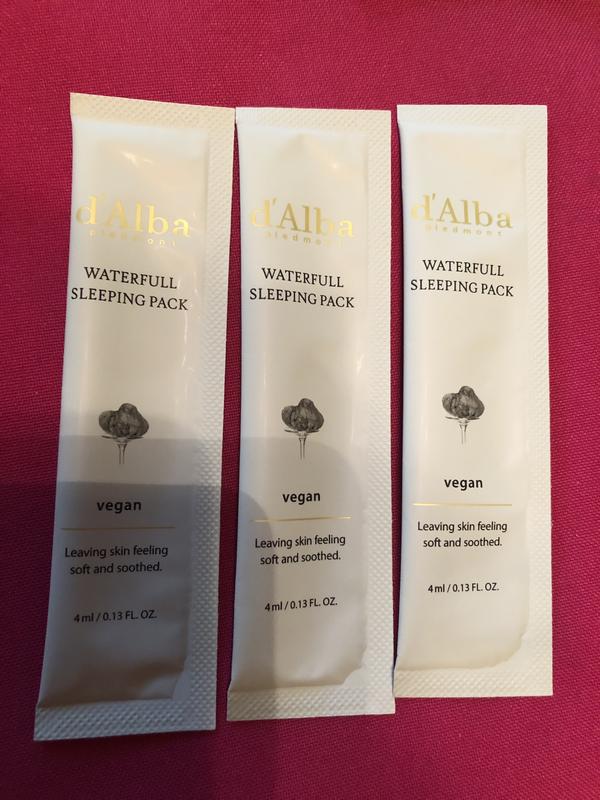 d'Alba
piedmont
WATERFULL
SLEEPING PACK
vegan
Leaving skin feeling
soft and soothed.
4 ml / 0.13 FL. OZ.
d'Alba
piedmont
WATERFULL
SLEEPING PACK
vegan
Leaving skin feeling
soft and soothed.
4 ml / 0.13 FL. OZ.
d'Alba
piedmont
WATERFULL
SLEEPING PACK
vegan
Leaving skin feeling
soft and soothed.
4 ml / 0.13 FL. OZ.